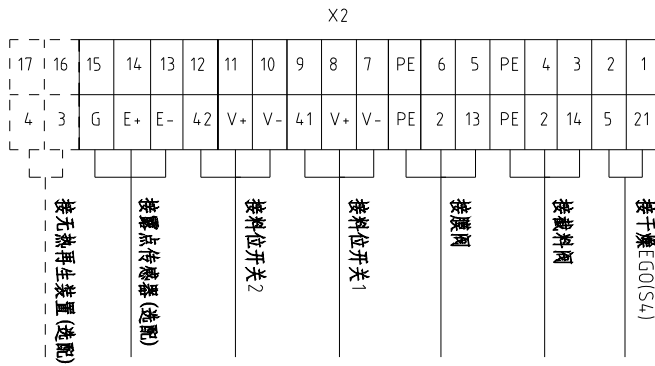 X2
17 16 15 14 13 12 11 10 9 8 7 PE 6 5 PE 4 3 2 1
4 3 G E+ E- 42 V+ V- 41 V+ V- PE 2 13 PE 2 14 5 21
接无热再生装置(选配)
接露点传感器(选配)
接料位开关2
接料位开关1
接膜阀
接截料阀
接干燥EGO(S4)